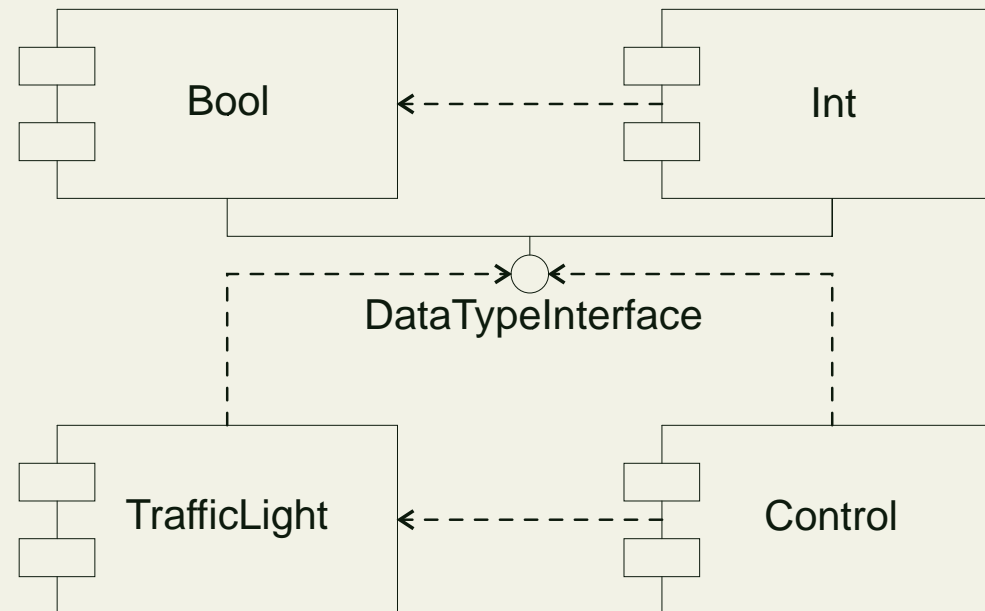 Bool
Int
DataTypeInterface
TrafficLight
Control